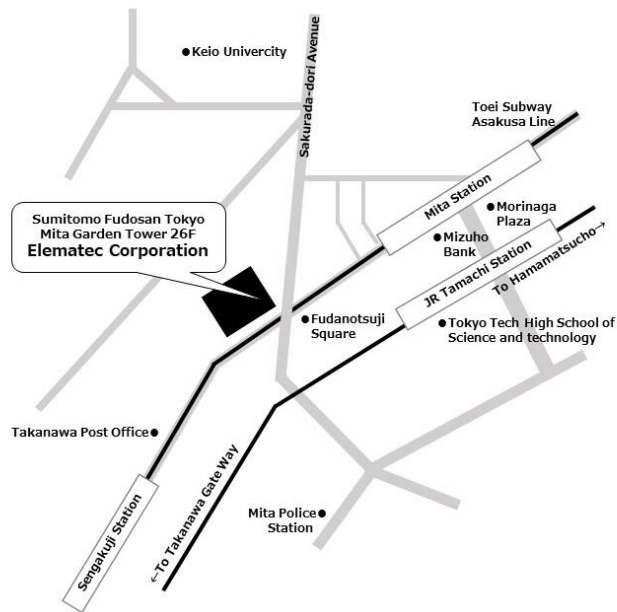 Keio Univercity
Sakurada-dori Avenue
Toei Subway
Asakusa Line
Mita Station
Morinaga
Plaza
Mizuho
Bank
JR Tamachi Station
To Hamamatsucho→
Sumitomo Fudosan Tokyo
Mita Garden Tower 26F
Elematec Corporation
Fudanotsuji
Square
Tokyo Tech High School of
Science and technology
Takanawa Post Office
Sengakuji Station
←To Takanawa Gate Way
Mita Police
Station